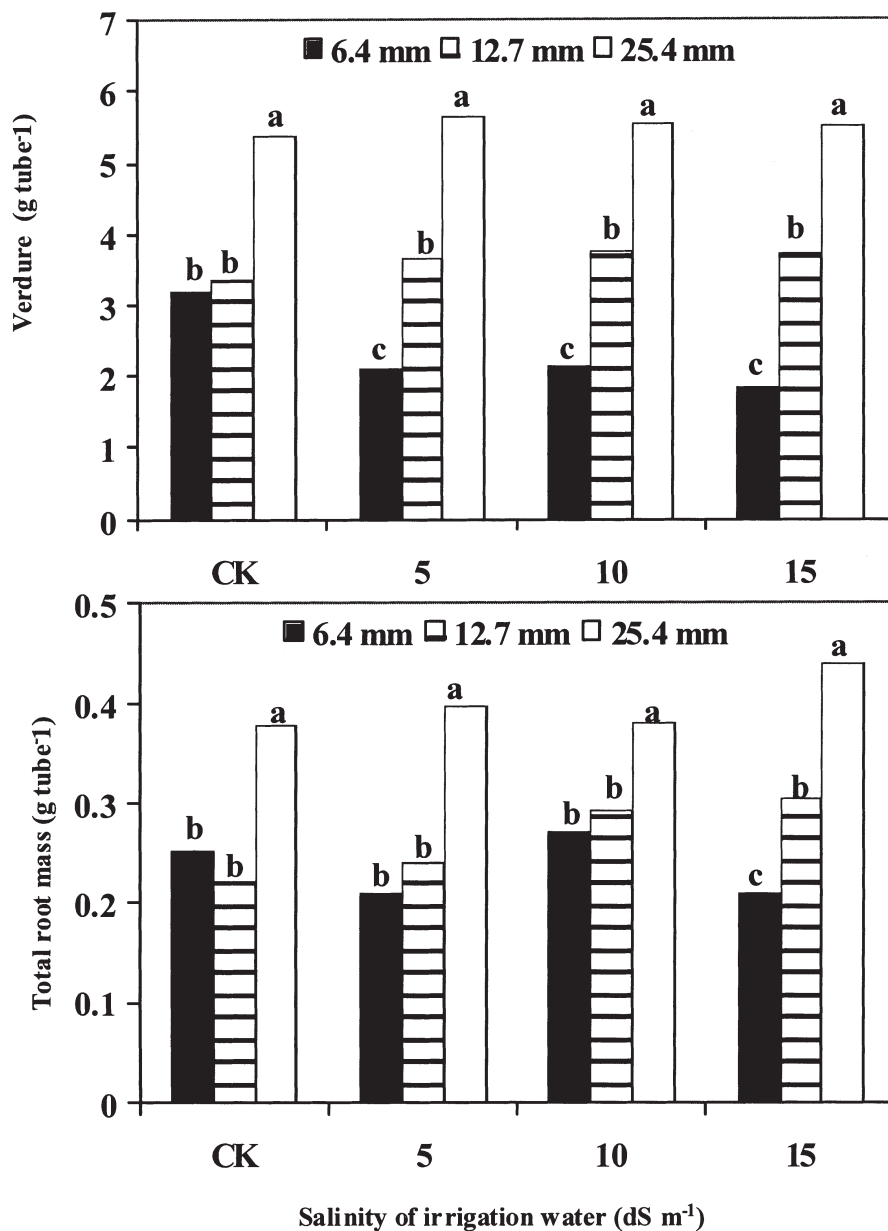 7
6.4 mm 12.7 mm 25.4 mm
6
5
4
3
2
1
0
Verdure (g tube-1)
b b a
c b a
c b a
c b a
CK 5 10 15
0.5
6.4 mm 12.7 mm 25.4 mm
0.4
0.3
0.2
0.1
0
Total root mass (g tube-1)
b b a
b b a
b b a
c b a
CK 5 10 15
Salinity of irrigation water (dS m-1)